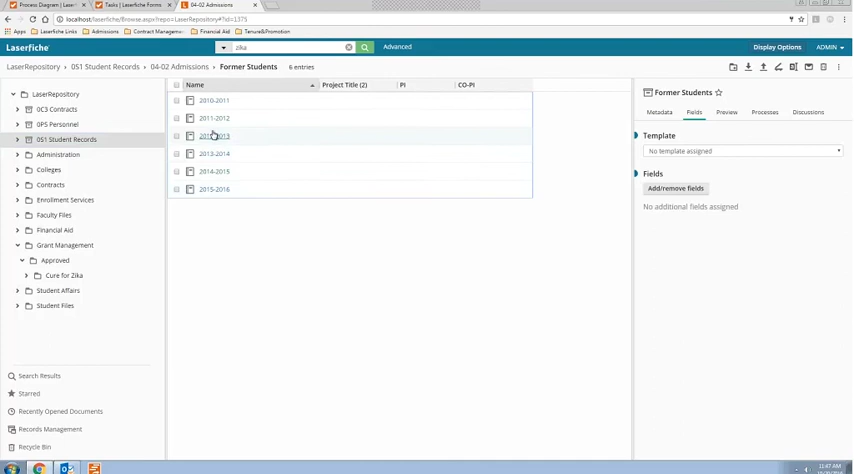 Process Diagram | Laserfi
Tasks | Laserfiche Forms
04-02 Admissions
localhost/laserfiche/Browse.aspx?repo=LaserRepository#?id=1375
Apps Laserfiche Links Admissions Contract Managemen Financial Aid Tenure&Promotion
Laserfiche zika Advanced Display Options ADMIN
LaserRepository > 0S1 Student Records > 04-02 Admissions > Former Students 6 entries
Name Project Title (2) PI CO-PI
2010-2011
2011-2012
2012-2013
2013-2014
2014-2015
2015-2016
LaserRepository
0C3 Contracts
0P5 Personnel
0S1 Student Records
Administration
Colleges
Contracts
Enrollment Services
Faculty Files
Financial Aid
Grant Management
Approved
Cure for Zika
Student Affairs
Student Files
Search Results
Starred
Recently Opened Documents
Records Management
Recycle Bin
Former Students
Metadata Fields Preview Processes Discussions
Template
No template assigned
Fields
Add/remove fields
No additional fields assigned
11:47 AM